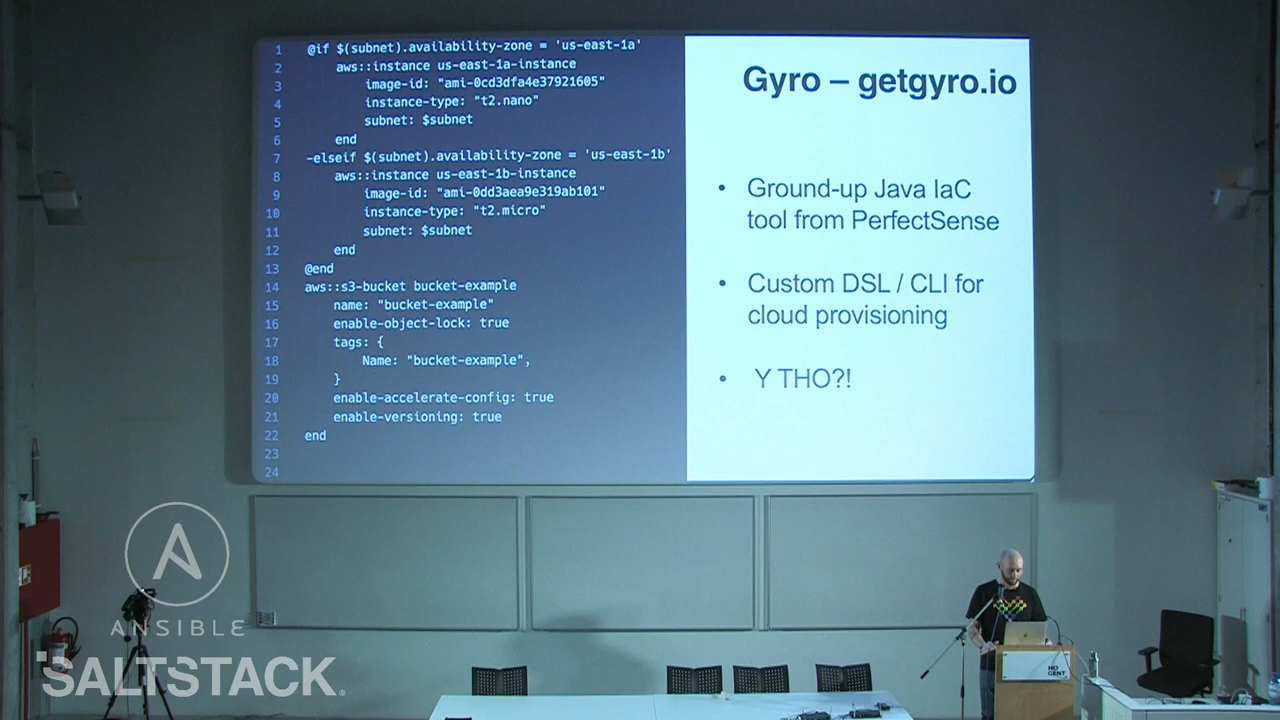 1 @if $(subnet).availability-zone = 'us-east-1a'
2 aws::instance us-east-1a-instance
3 image-id: "ami-0cd3dfa4e37921605"
4 instance-type: "t2.nano"
5 subnet: $subnet
6 end
7 -elseif $(subnet).availability-zone = 'us-east-1b'
8 aws::instance us-east-1b-instance
9 image-id: "ami-0dd3aea9e319ab101"
10 instance-type: "t2.micro"
11 subnet: $subnet
12 end
13 @end
14 aws::s3-bucket bucket-example
15 name: "bucket-example"
16 enable-object-lock: true
17 tags: {
18 Name: "bucket-example",
19 }
20 enable-accelerate-config: true
21 enable-versioning: true
22 end
23
24
Gyro – getgyro.io
• Ground-up Java IaC
tool from PerfectSense
• Custom DSL / CLI for
cloud provisioning
• Y THO?!
ANSIBLE
SALTSTACK
HO
GENT